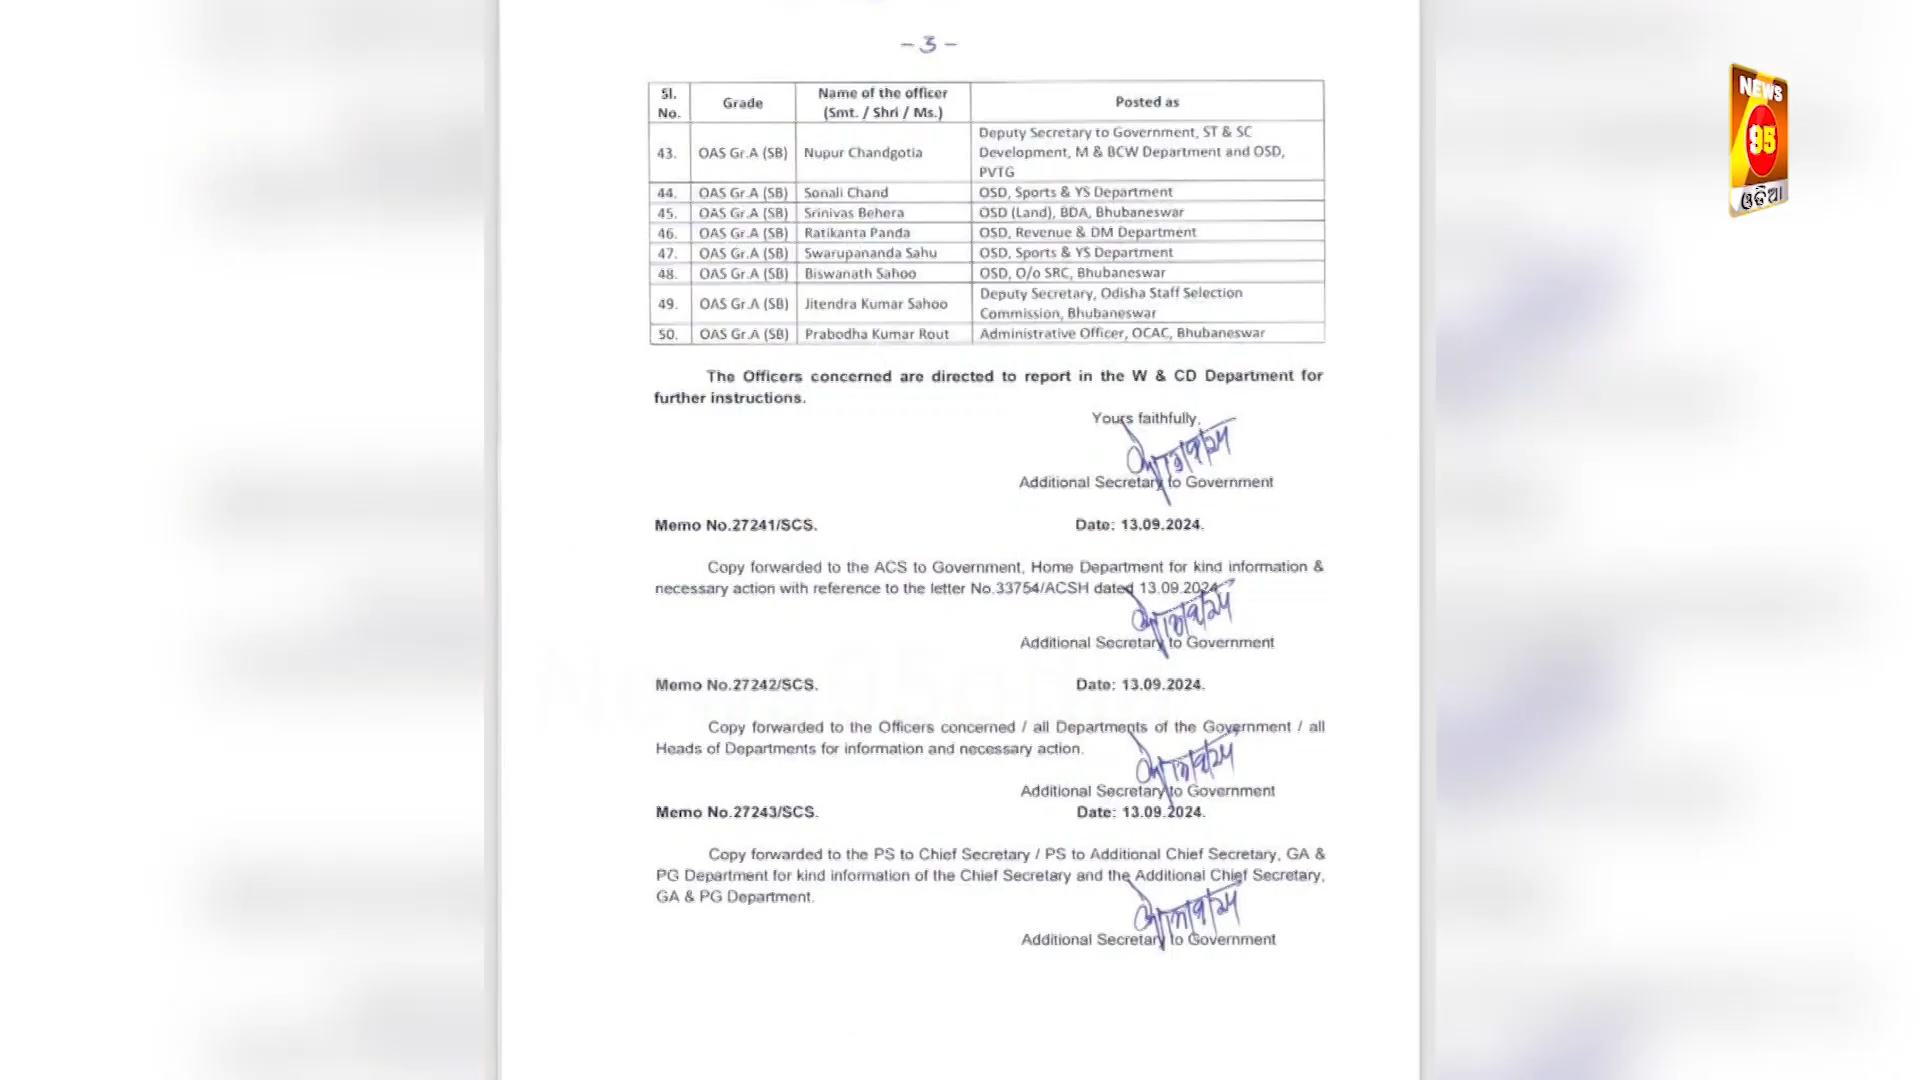 - 3 -
Sl. No. Grade Name of the officer (Smt. / Shri / Ms.) Posted as
43. OAS Gr.A (SB) Nupur Chandgotia Deputy Secretary to Government, ST & SC Development, M & BCW Department and OSD, PVTG
44. OAS Gr.A (SB) Sonali Chand OSD, Sports & YS Department
45. OAS Gr.A (SB) Srinivas Behera OSD (Land), BDA, Bhubaneswar
46. OAS Gr.A (SB) Ratikanta Panda OSD, Revenue & DM Department
47. OAS Gr.A (SB) Swarupananda Sahu OSD, Sports & YS Department
48. OAS Gr.A (SB) Biswanath Sahoo OSD, O/o SRC, Bhubaneswar
49. OAS Gr.A (SB) Jitendra Kumar Sahoo Deputy Secretary, Odisha Staff Selection Commission, Bhubaneswar
50. OAS Gr.A (SB) Prabodha Kumar Rout Administrative Officer, OCAC, Bhubaneswar
The Officers concerned are directed to report in the W & CD Department for
further instructions.
Yours faithfully,
Additional Secretary to Government
Memo No.27241/SCS. Date: 13.09.2024.
Copy forwarded to the ACS to Government, Home Department for kind information &
necessary action with reference to the letter No.33754/ACSH dated 13.09.2024
Additional Secretary to Government
Memo No.27242/SCS. Date: 13.09.2024.
Copy forwarded to the Officers concerned / all Departments of the Government / all
Heads of Departments for information and necessary action.
Additional Secretary to Government
Memo No.27243/SCS. Date: 13.09.2024.
Copy forwarded to the PS to Chief Secretary / PS to Additional Chief Secretary, GA &
PG Department for kind information of the Chief Secretary and the Additional Chief Secretary,
GA & PG Department.
Additional Secretary to Government
NEWS
95
ଓଡ଼ିଆ